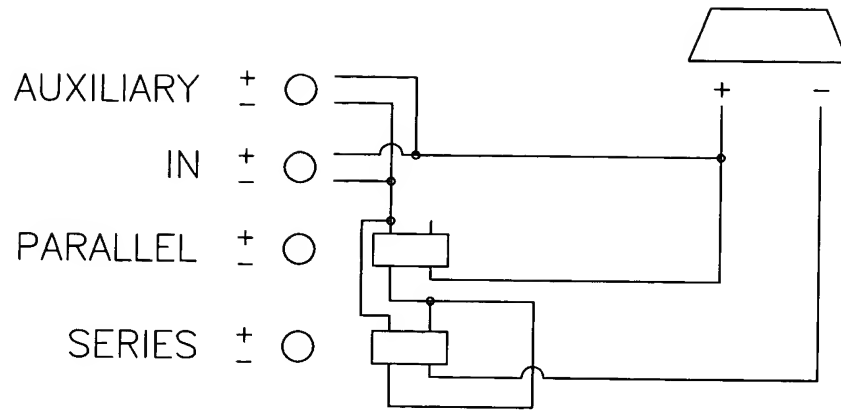 + -
AUXILIARY + -
IN + -
PARALLEL + -
SERIES + -